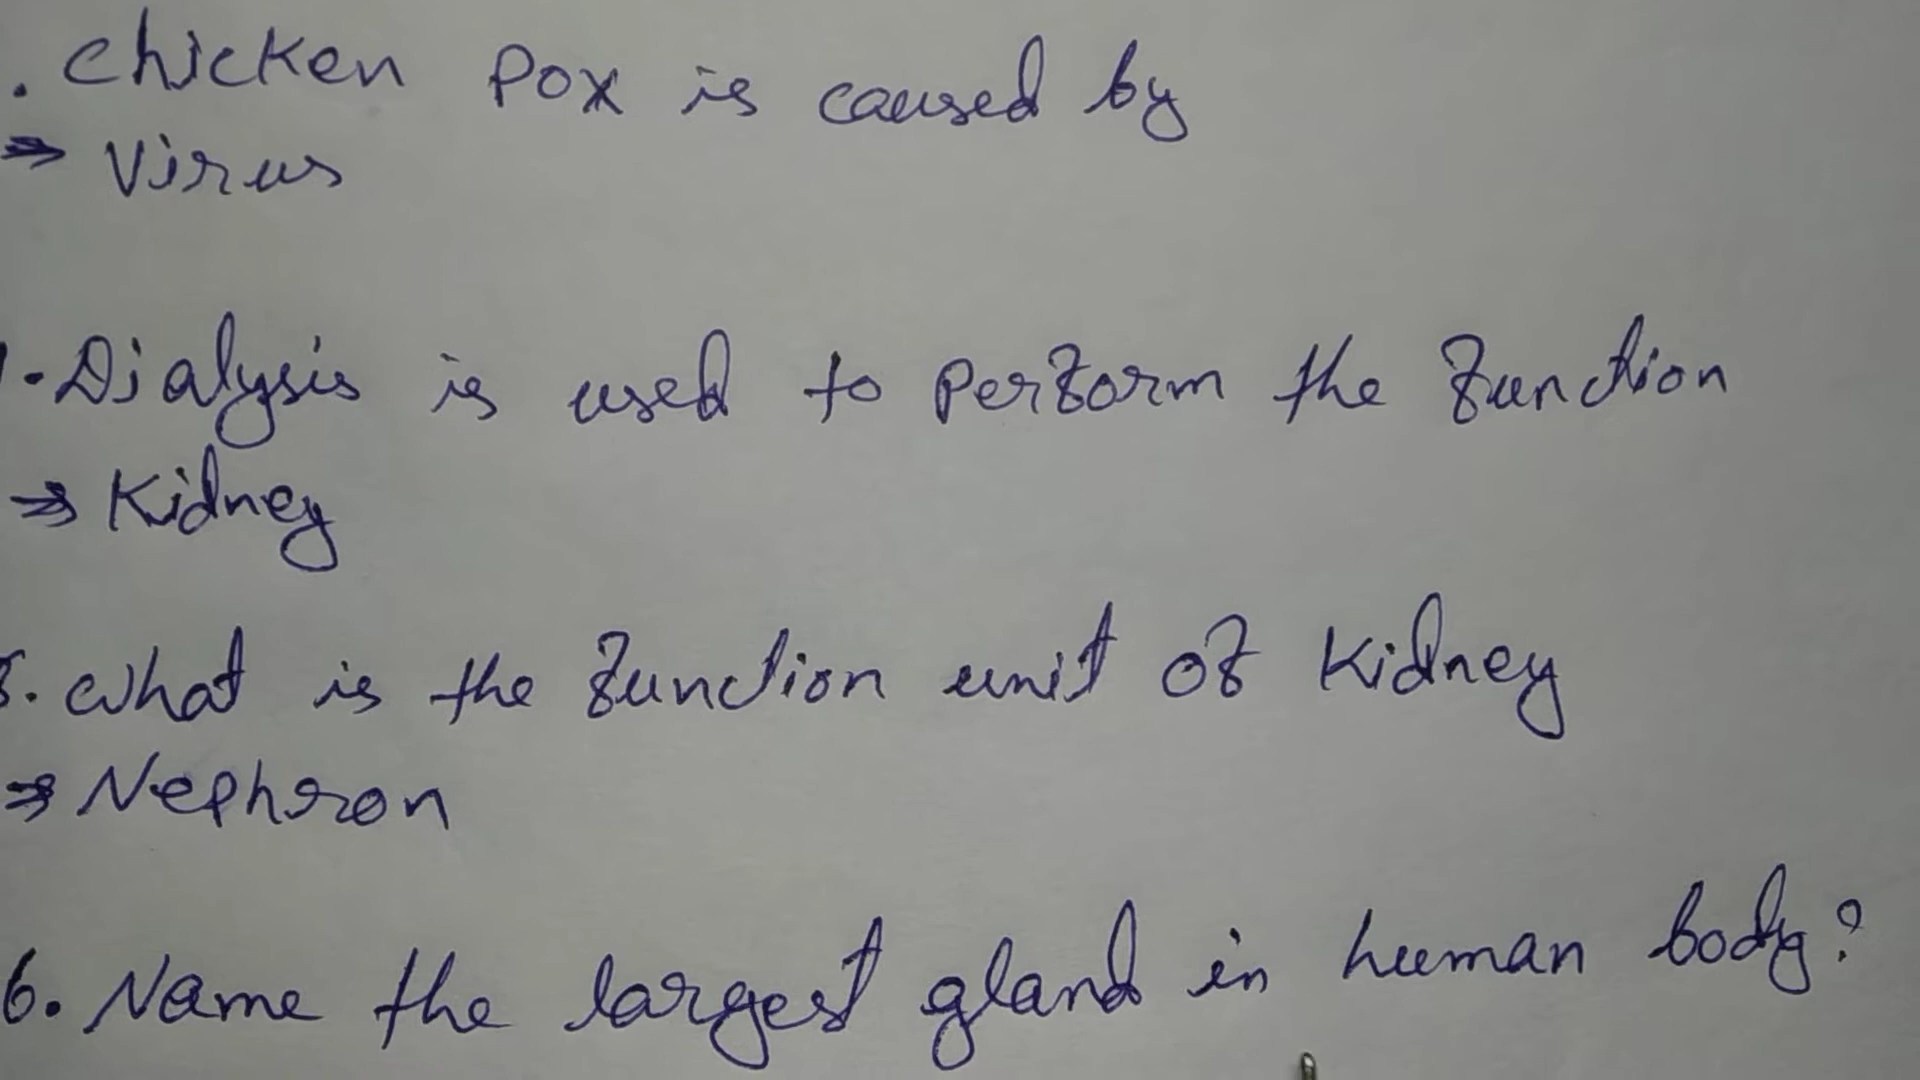 . Chicken Pox is caused by
⇒ Virus
. Dialysis is used to Perform the function
⇒ Kidney
. What is the function unit of Kidney
⇒ Nephron
6. Name the largest gland in human body?